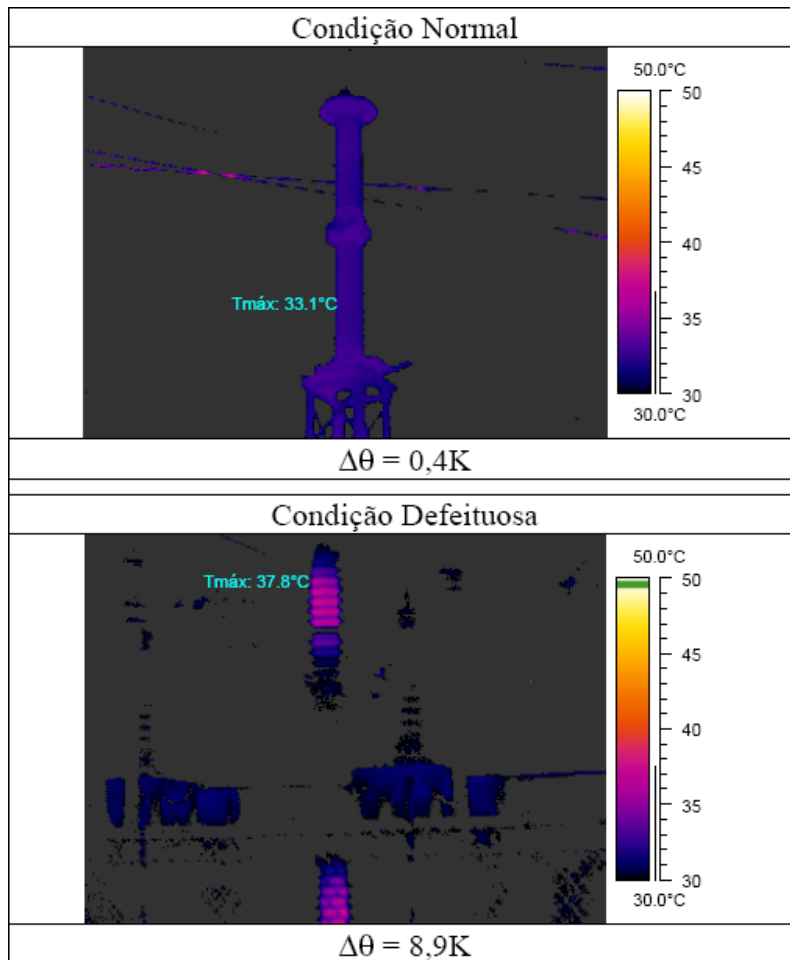 Condição Normal
50.0°C
50
45
Tmáx: 33.1°C
40
35
30
30.0°C
Δθ = 0,4K
Condição Defeituosa
50.0°C
Tmáx: 37.8°C
50
45
40
35
30
30.0°C
Δθ = 8,9K